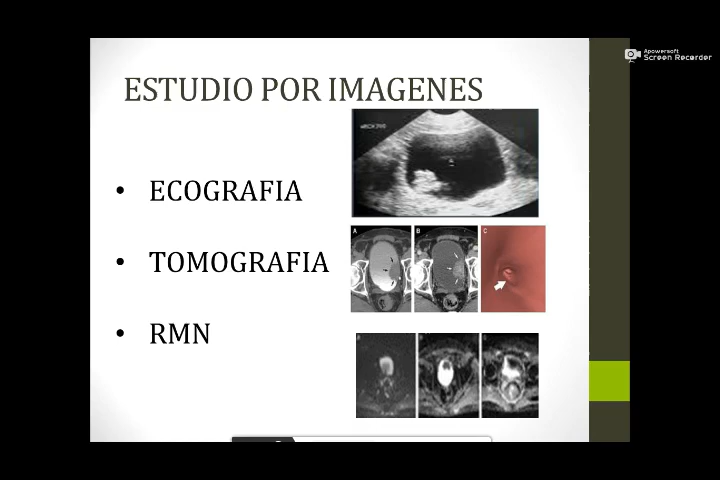 Apowersoft
Screen Recorder
ESTUDIO POR IMAGENES
• ECOGRAFIA
• TOMOGRAFIA
• RMN
A
B
C